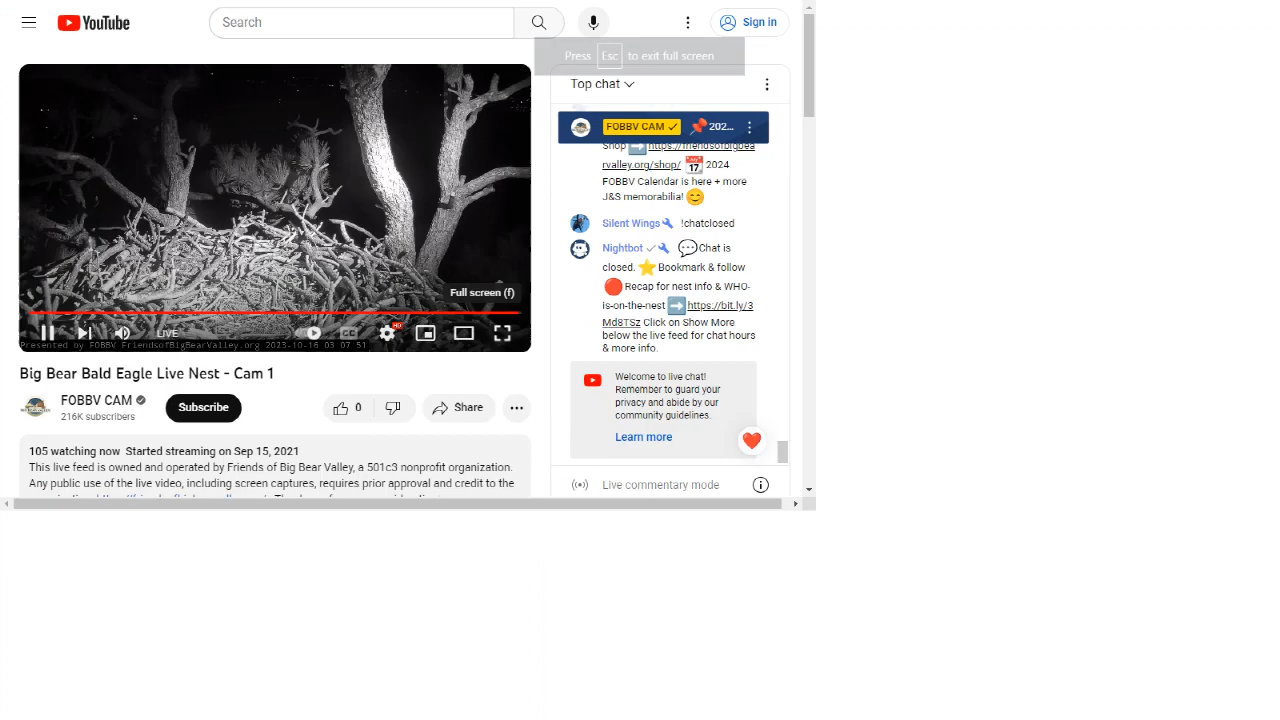 YouTube
Search
Sign in
Press Esc to exit full screen
Top chat
FOBBV CAM 202...
Shop https://friendsofbigbea
rvalley.org/shop/ 2024
FOBBV Calendar is here + more
J&S memorabilia!
Silent Wings !chatclosed
Nightbot Chat is
closed. Bookmark & follow
Recap for nest info & WHO-
is-on-the-nest https://bit.ly/3
Md8TSz Click on Show More
below the live feed for chat hours
& more info.
Welcome to live chat!
Remember to guard your
privacy and abide by our
community guidelines.
Learn more
Live commentary mode
Full screen (f)
LIVE
CC
HD
Presented by FOBBV FriendsofBigBearValley.org 2023-10-16 03:07:51
Big Bear Bald Eagle Live Nest - Cam 1
FOBBV CAM
216K subscribers
Subscribe
0
Share
105 watching now Started streaming on Sep 15, 2021
This live feed is owned and operated by Friends of Big Bear Valley, a 501c3 nonprofit organization.
Any public use of the live video, including screen captures, requires prior approval and credit to the